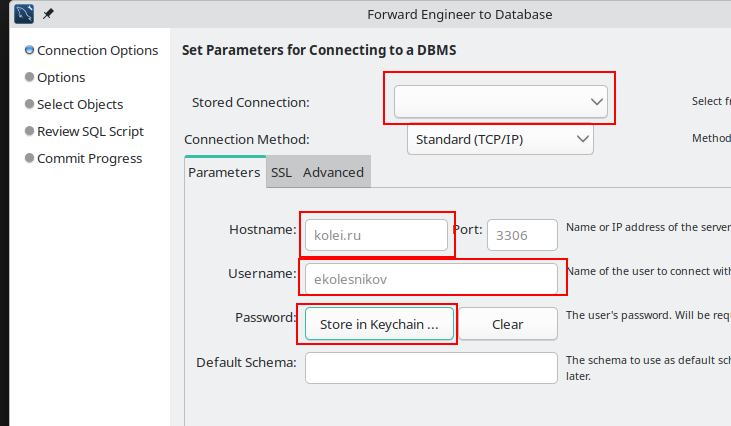 Forward Engineer to Database
Connection Options
Options
Select Objects
Review SQL Script
Commit Progress
Set Parameters for Connecting to a DBMS
Stored Connection:
Select fr
Connection Method:
Standard (TCP/IP)
Method
Parameters
SSL
Advanced
Hostname:
kolei.ru
Port:
3306
Name or IP address of the server
Username:
ekolesnikov
Name of the user to connect with
Password:
Store in Keychain ...
Clear
The user's password. Will be requ
Default Schema:
The schema to use as default sch
later.